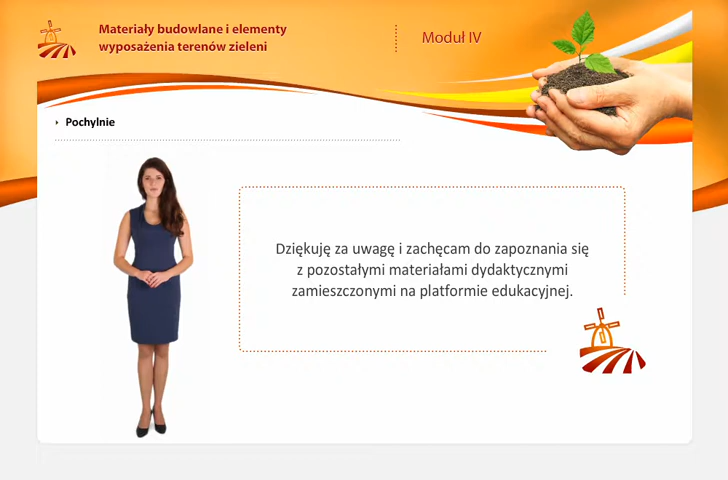 Materiały budowlane i elementy
wyposażenia terenów zieleni
Moduł IV
Pochylnie
Dziękuję za uwagę i zachęcam do zapoznania się
z pozostałymi materiałami dydaktycznymi
zamieszczonymi na platformie edukacyjnej.